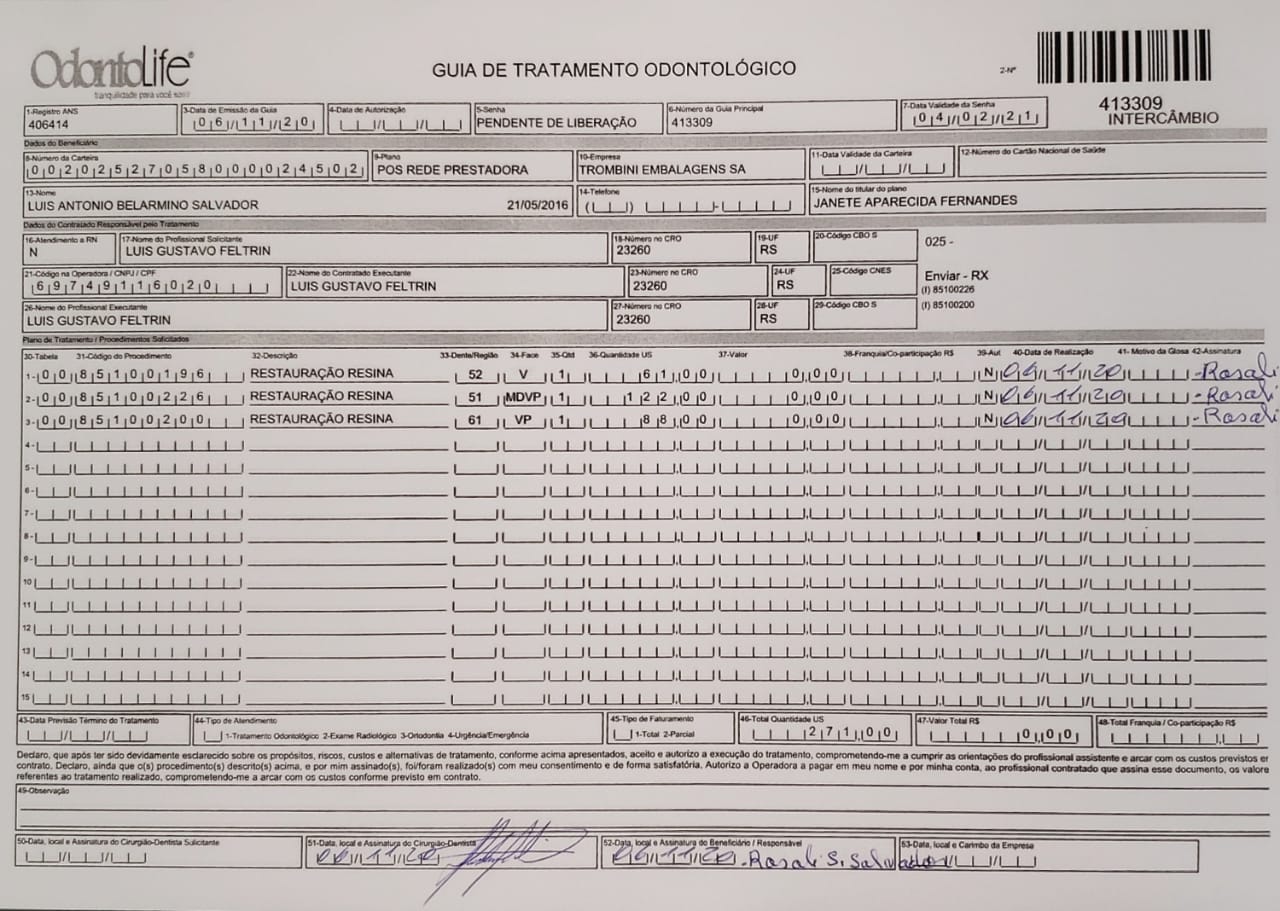 OdontoLife®
tranquilidade para você sorrir
GUIA DE TRATAMENTO ODONTOLÓGICO
2-Nº
413309
INTERCÂMBIO
1-Registro ANS 3-Data de Emissão da Guia 4-Data de Autorização 5-Senha 6-Número da Guia Principal 7-Data Validade da Senha
406414 06/11/20 PENDENTE DE LIBERAÇÃO 413309 04/02/21
Dados do Beneficiário
8-Número da Carteira 9-Plano 10-Empresa 11-Data Validade da Carteira 12-Número do Cartão Nacional de Saúde
00202527058000024502 POS REDE PRESTADORA TROMBINI EMBALAGENS SA
13-Nome 14-Telefone 15-Nome do titular do plano
LUIS ANTONIO BELARMINO SALVADOR 21/05/2016 JANETE APARECIDA FERNANDES
Dados do Contratado Responsável pelo Tratamento
16-Atendimento a RN 17-Nome do Profissional Solicitante 18-Número no CRO 19-UF 20-Código CBO S
N LUIS GUSTAVO FELTRIN 23260 RS 025 -
21-Código na Operadora / CNPJ / CPF 22-Nome do Contratado Executante 23-Número no CRO 24-UF 25-Código CNES
69749116020 LUIS GUSTAVO FELTRIN 23260 RS
Enviar - RX
(I) 85100226
(I) 85100200
26-Nome do Profissional Executante 27-Número no CRO 28-UF 29-Código CBO S
LUIS GUSTAVO FELTRIN 23260 RS
Plano de Tratamento / Procedimentos Solicitados
30-Tabela 31-Código do Procedimento 32-Descrição 33-Dente/Região 34-Face 35-Qtd 36-Quantidade US 37-Valor 38-Franquia/Co-participação R$ 39-Aut 40-Data de Realização 41- Motivo da Glosa 42-Assinatura
1- 00 85100196 RESTAURAÇÃO RESINA 52 V 1 61,00 0,00 N 06/11/20 -Rosali
2- 00 85100226 RESTAURAÇÃO RESINA 51 MDVP 1 122,00 0,00 N 06/11/20 -Rosali
3- 00 85100200 RESTAURAÇÃO RESINA 61 VP 1 88,00 0,00 N 06/11/20 -Rosali
4-
5-
6-
7-
8-
9-
10
11
12
13
14
15
43-Data Previsão Término do Tratamento 44-Tipo de Atendimento 45-Tipo de Faturamento 46-Total Quantidade US 47-Valor Total R$ 48-Total Franquia / Co-participação R$
1-Tratamento Odontológico 2-Exame Radiológico 3-Ortodontia 4-Urgência/Emergência 1-Total 2-Parcial 271,00 0,00
Declaro, que após ter sido devidamente esclarecido sobre os propósitos, riscos, custos e alternativas de tratamento, conforme acima apresentados, aceito e autorizo a execução do tratamento, comprometendo-me a cumprir as orientações do profissional assistente e arcar com os custos previstos em
contrato. Declaro, ainda que o(s) procedimento(s) descrito(s) acima, e por mim assinado(s), foi/foram realizado(s) com meu consentimento e de forma satisfatória. Autorizo a Operadora a pagar em meu nome e por minha conta, ao profissional contratado que assina esse documento, os valore
referentes ao tratamento realizado, comprometendo-me a arcar com os custos conforme previsto em contrato.
49-Observação
50-Data, local e Assinatura do Cirurgião-Dentista Solicitante 51-Data, local e Assinatura do Cirurgião-Dentista 52-Data, local e Assinatura do Beneficiário / Responsável 53-Data, local e Carimbo da Empresa
06/11/20 06/11/20 -Rosali S. Salvador